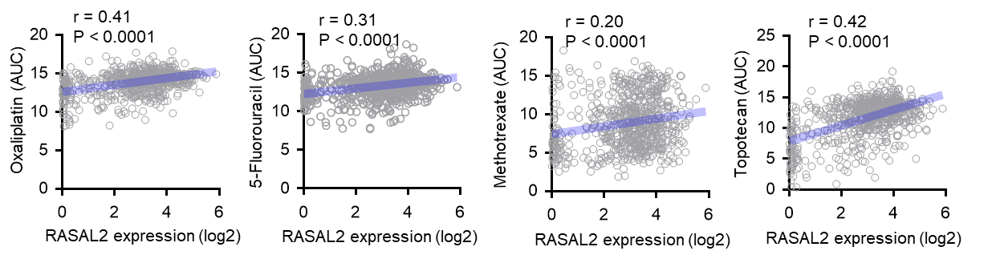 r = 0.41
P < 0.0001
20
15
10
5
0
Oxaliplatin (AUC)
0 2 4 6
RASAL2 expression (log2)
r = 0.31
P < 0.0001
20
15
10
5
0
5-Fluorouracil (AUC)
0 2 4 6
RASAL2 expression (log2)
r = 0.20
P < 0.0001
20
15
10
5
0
Methotrexate (AUC)
0 2 4 6
RASAL2 expression (log2)
r = 0.42
P < 0.0001
25
20
15
10
5
0
Topotecan (AUC)
0 2 4 6
RASAL2 expression (log2)